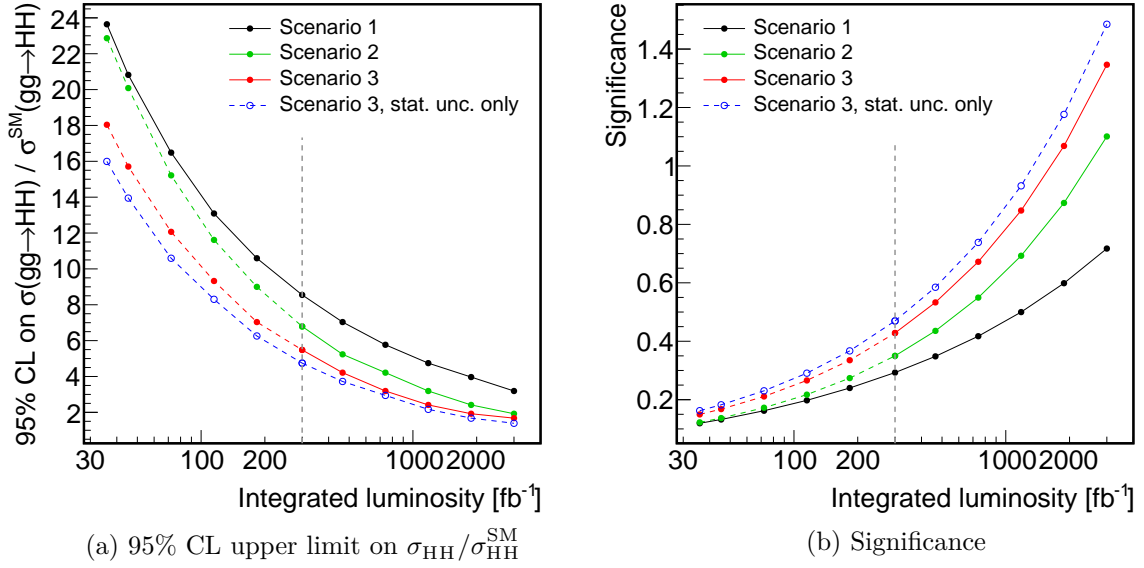 95% CL on σ(gg→HH) / σ^SM(gg→HH)
24
22
20
18
16
14
12
10
8
6
4
2
Scenario 1
Scenario 2
Scenario 3
Scenario 3, stat. unc. only
30 100 200 1000 2000
Integrated luminosity [fb⁻¹]
(a) 95% CL upper limit on σ_HH/σ_HH^SM
Significance
1.4
1.2
1
0.8
0.6
0.4
0.2
Scenario 1
Scenario 2
Scenario 3
Scenario 3, stat. unc. only
30 100 200 1000 2000
Integrated luminosity [fb⁻¹]
(b) Significance